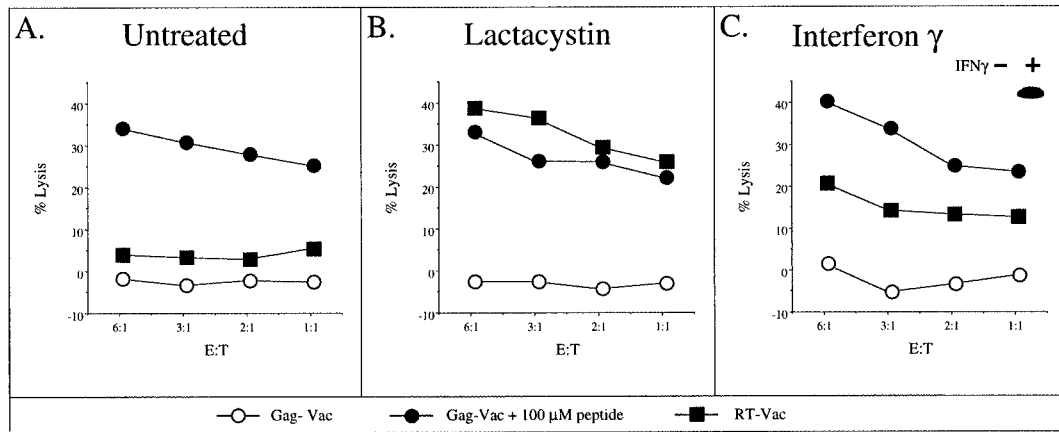 A.
Untreated
% Lysis
40
30
20
10
0
-10
6:1
3:1
2:1
1:1
E:T
B.
Lactacystin
% Lysis
40
30
20
10
0
-10
6:1
3:1
2:1
1:1
E:T
C.
Interferon γ
IFNγ − +
% Lysis
40
30
20
10
0
-10
6:1
3:1
2:1
1:1
E:T
Gag- Vac
Gag-Vac + 100 μM peptide
RT-Vac